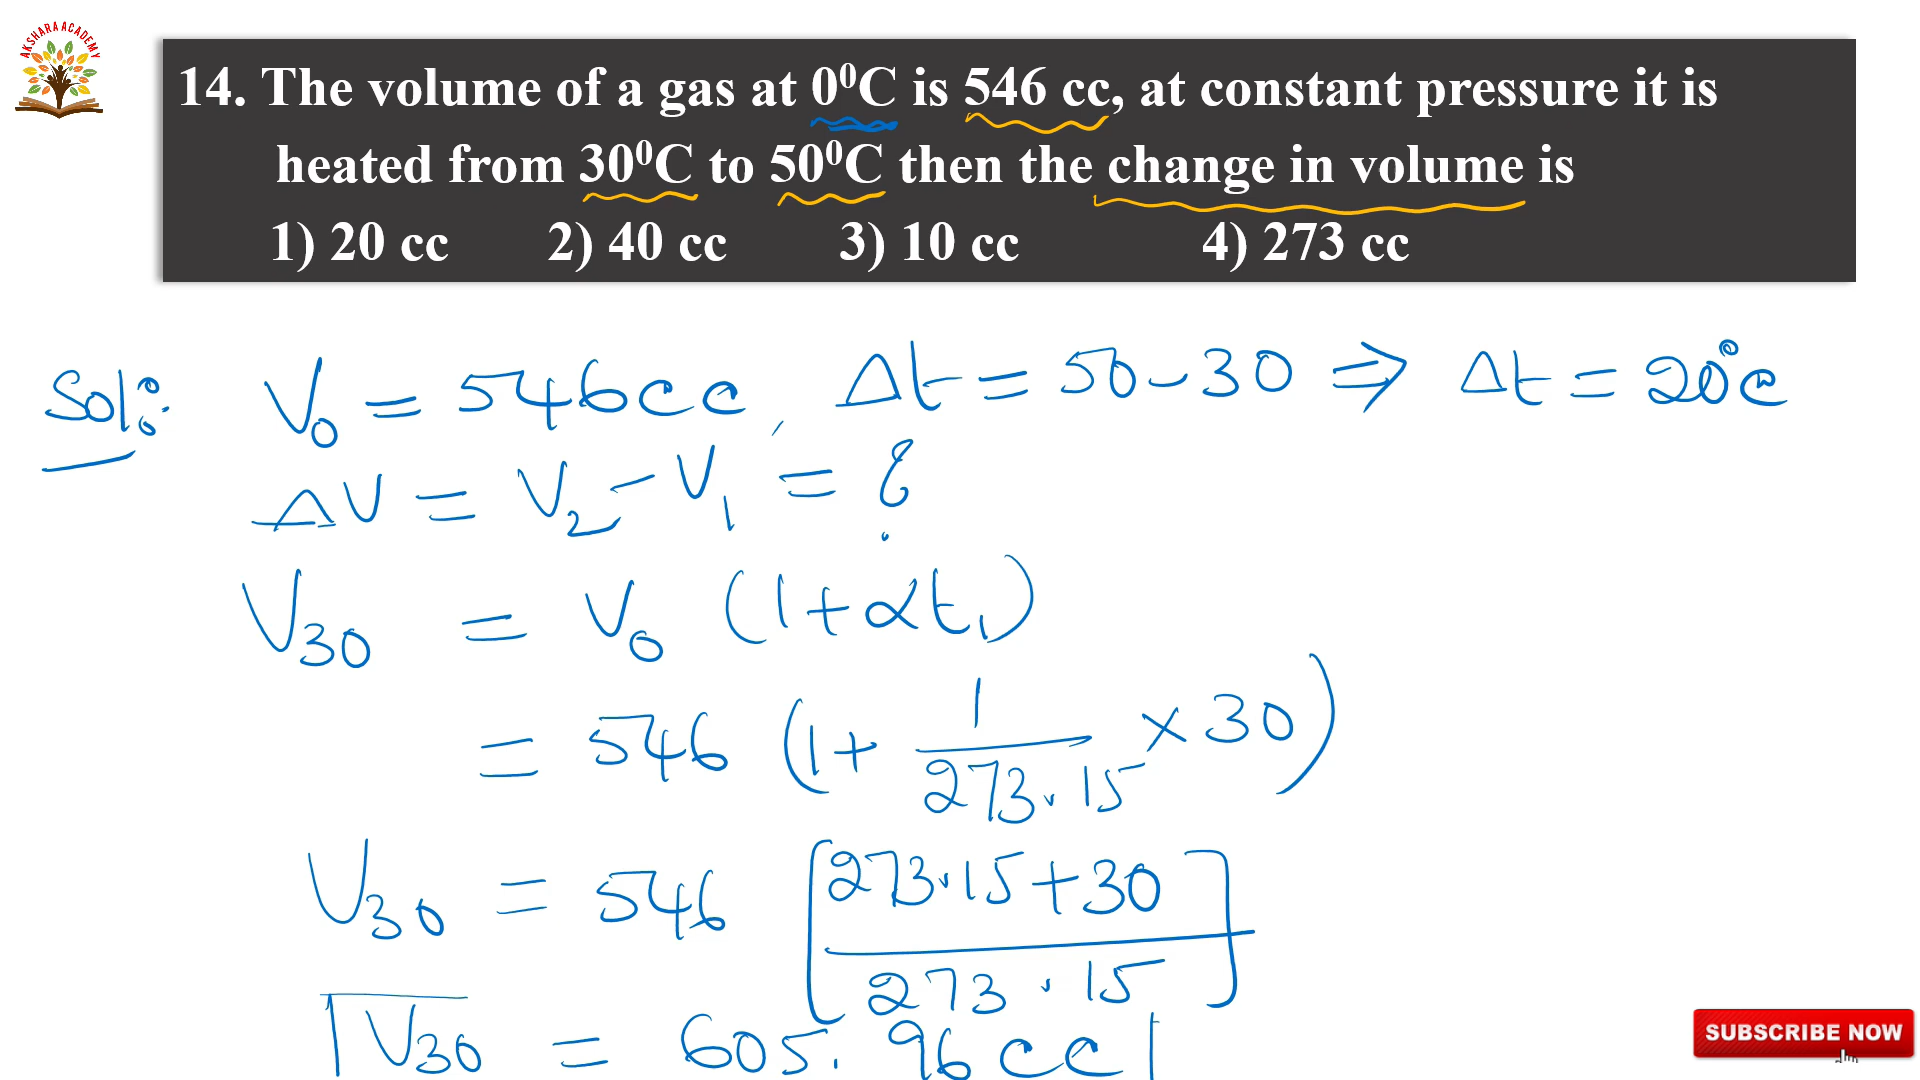 AKSHARA ACADEMY
14. The volume of a gas at 0⁰C is 546 cc, at constant pressure it is
heated from 30⁰C to 50⁰C then the change in volume is
1) 20 cc 2) 40 cc 3) 10 cc 4) 273 cc
Sol: V₀ = 546cc, Δt = 50-30 ⇒ Δt = 20°c
ΔV = V₂ - V₁ = ?
V₃₀ = V₀ (1+αt₁)
= 546 (1+ 1/273.15 × 30)
V₃₀ = 546 [273.15+30 / 273.15]
V₃₀ = 605.96 cc
SUBSCRIBE NOW